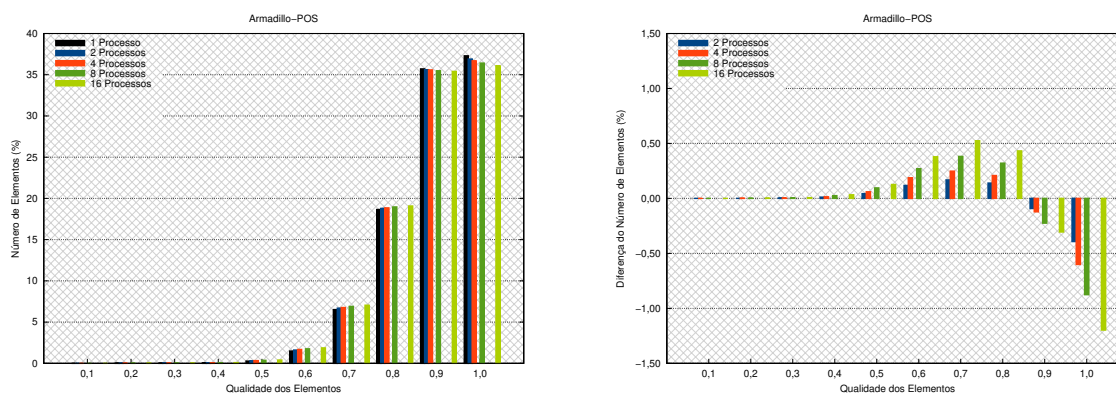 Armadillo-POS
40
35
30
25
20
15
10
5
0
Número de Elementos (%)
1 Processo
2 Processos
4 Processos
8 Processos
16 Processos
0,1 0,2 0,3 0,4 0,5 0,6 0,7 0,8 0,9 1,0
Qualidade dos Elementos
Armadillo-POS
1,50
1,00
0,50
0,00
-0,50
-1,00
-1,50
Diferença do Número de Elementos (%)
2 Processos
4 Processos
8 Processos
16 Processos
0,1 0,2 0,3 0,4 0,5 0,6 0,7 0,8 0,9 1,0
Qualidade dos Elementos